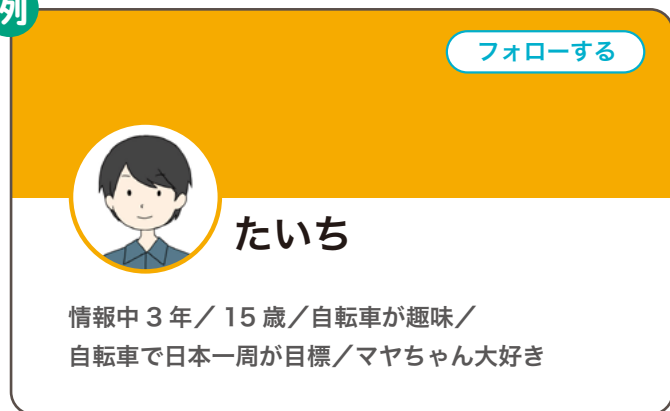 例
フォローする
たいち
情報中 3 年／ 15 歳／自転車が趣味／
自転車で日本一周が目標／マヤちゃん大好き